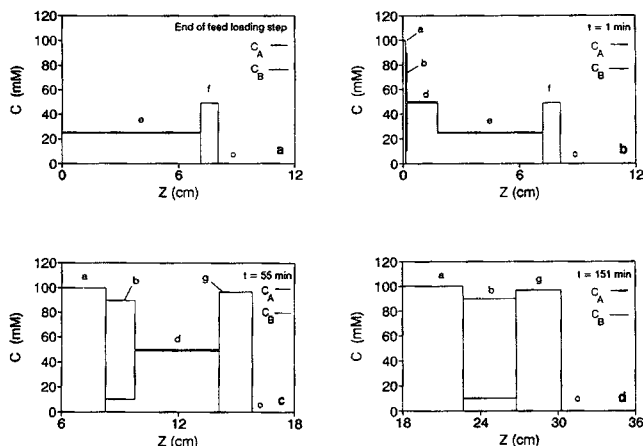 End of feed loading step
C (mM)
120
100
80
60
40
20
0
C_A
C_B
e
f
o
a
0
6
12
Z (cm)
t = 1 min
C (mM)
120
100
80
60
40
20
0
a
b
d
e
f
C_A
C_B
o
b
0
6
12
Z (cm)
t = 55 min
C (mM)
120
100
80
60
40
20
0
a
b
d
g
C_A
C_B
o
c
6
12
18
Z (cm)
t = 151 min
C (mM)
120
100
80
60
40
20
0
a
b
g
C_A
C_B
o
d
18
24
30
36
Z (cm)